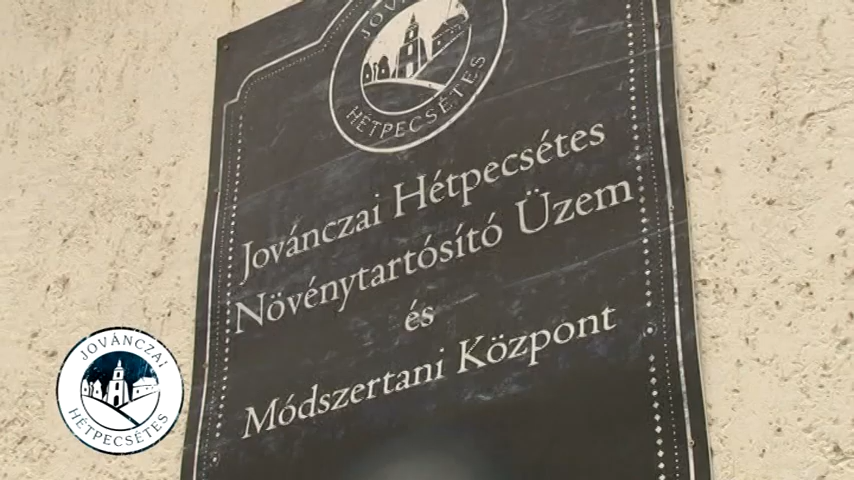 JOVÁNCZAI
HÉTPECSÉTES
Jovánczai Hétpecsétes
Növénytartósító Üzem
és
Módszertani Központ
JOVÁNCZAI
HÉTPECSÉTES